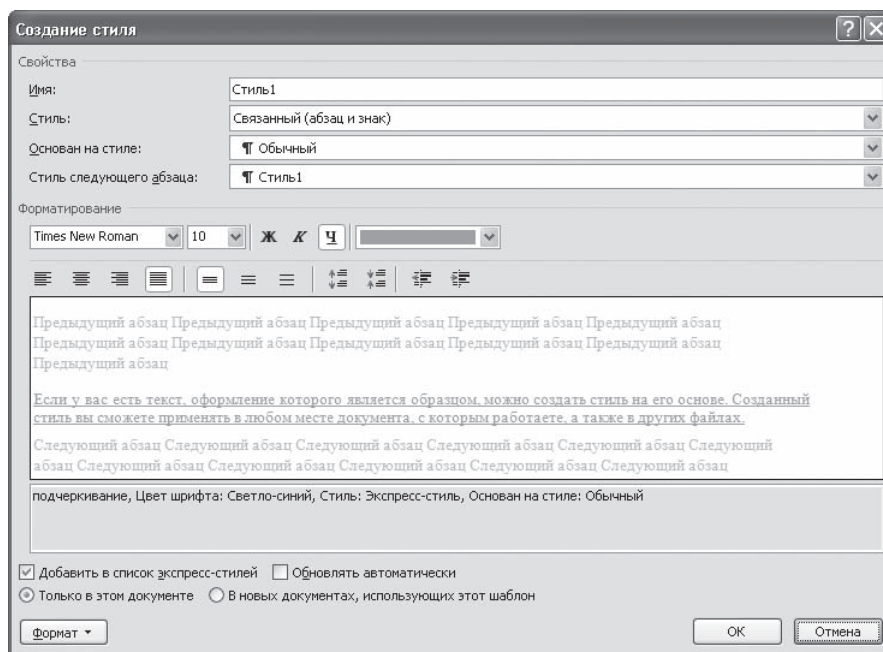 Создание стиля
Свойства
Имя: Стиль1
Стиль: Связанный (абзац и знак)
Основан на стиле: ¶ Обычный
Стиль следующего абзаца: ¶ Стиль1
Форматирование
Times New Roman 10 Ж К Ч
Предыдущий абзац Предыдущий абзац Предыдущий абзац Предыдущий абзац Предыдущий абзац
Предыдущий абзац Предыдущий абзац Предыдущий абзац Предыдущий абзац Предыдущий абзац
Предыдущий абзац
Если у вас есть текст, оформление которого является образцом, можно создать стиль на его основе. Созданный
стиль вы сможете применять в любом месте документа, с которым работаете, а также в других файлах.
Следующий абзац Следующий абзац Следующий абзац Следующий абзац Следующий абзац Следующий
абзац Следующий абзац Следующий абзац Следующий абзац Следующий абзац Следующий абзац
подчеркивание, Цвет шрифта: Светло-синий, Стиль: Экспресс-стиль, Основан на стиле: Обычный
Добавить в список экспресс-стилей Обновлять автоматически
Только в этом документе В новых документах, использующих этот шаблон
Формат ОК Отмена